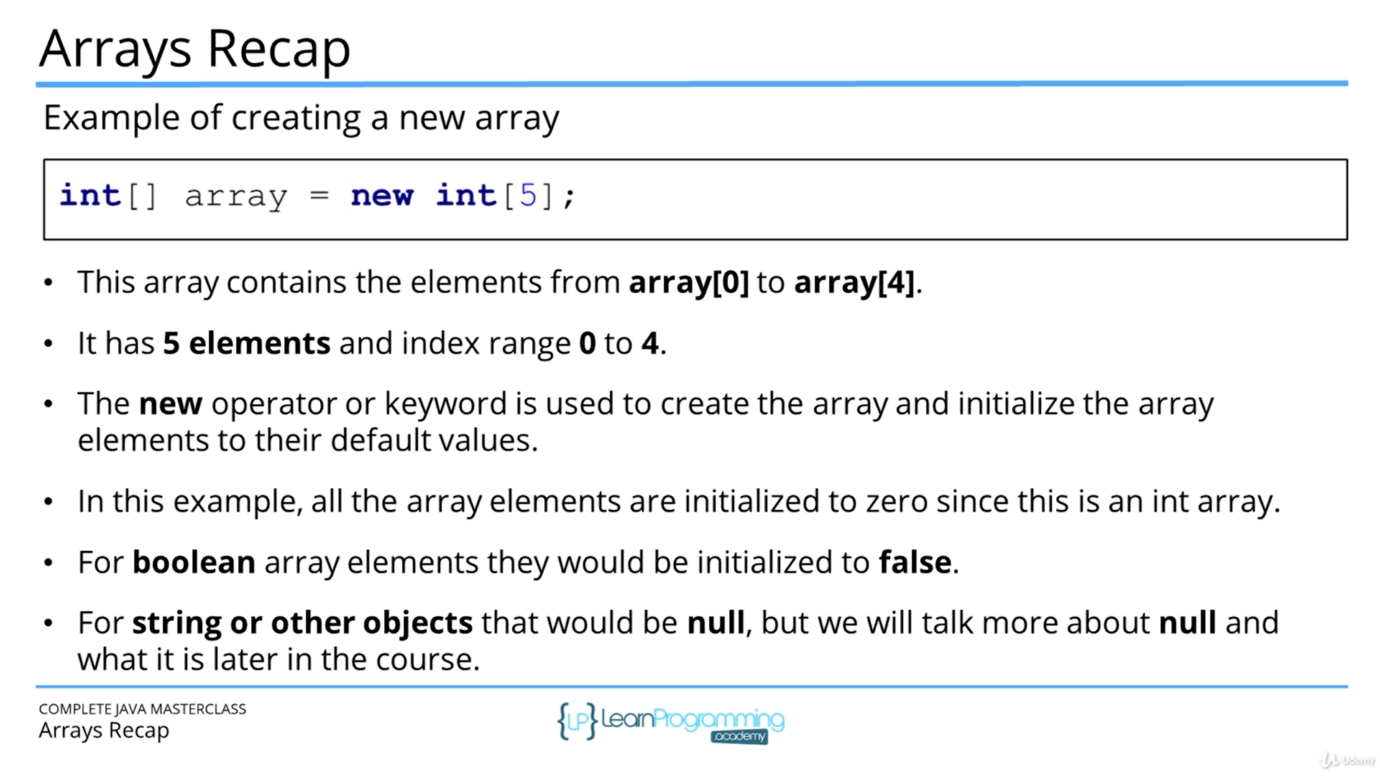 Arrays Recap
Example of creating a new array
int[] array = new int[5];
• This array contains the elements from array[0] to array[4].
• It has 5 elements and index range 0 to 4.
• The new operator or keyword is used to create the array and initialize the array
elements to their default values.
• In this example, all the array elements are initialized to zero since this is an int array.
• For boolean array elements they would be initialized to false.
• For string or other objects that would be null, but we will talk more about null and
what it is later in the course.
COMPLETE JAVA MASTERCLASS
Arrays Recap
{LP} LearnProgramming
.academy
Udemy